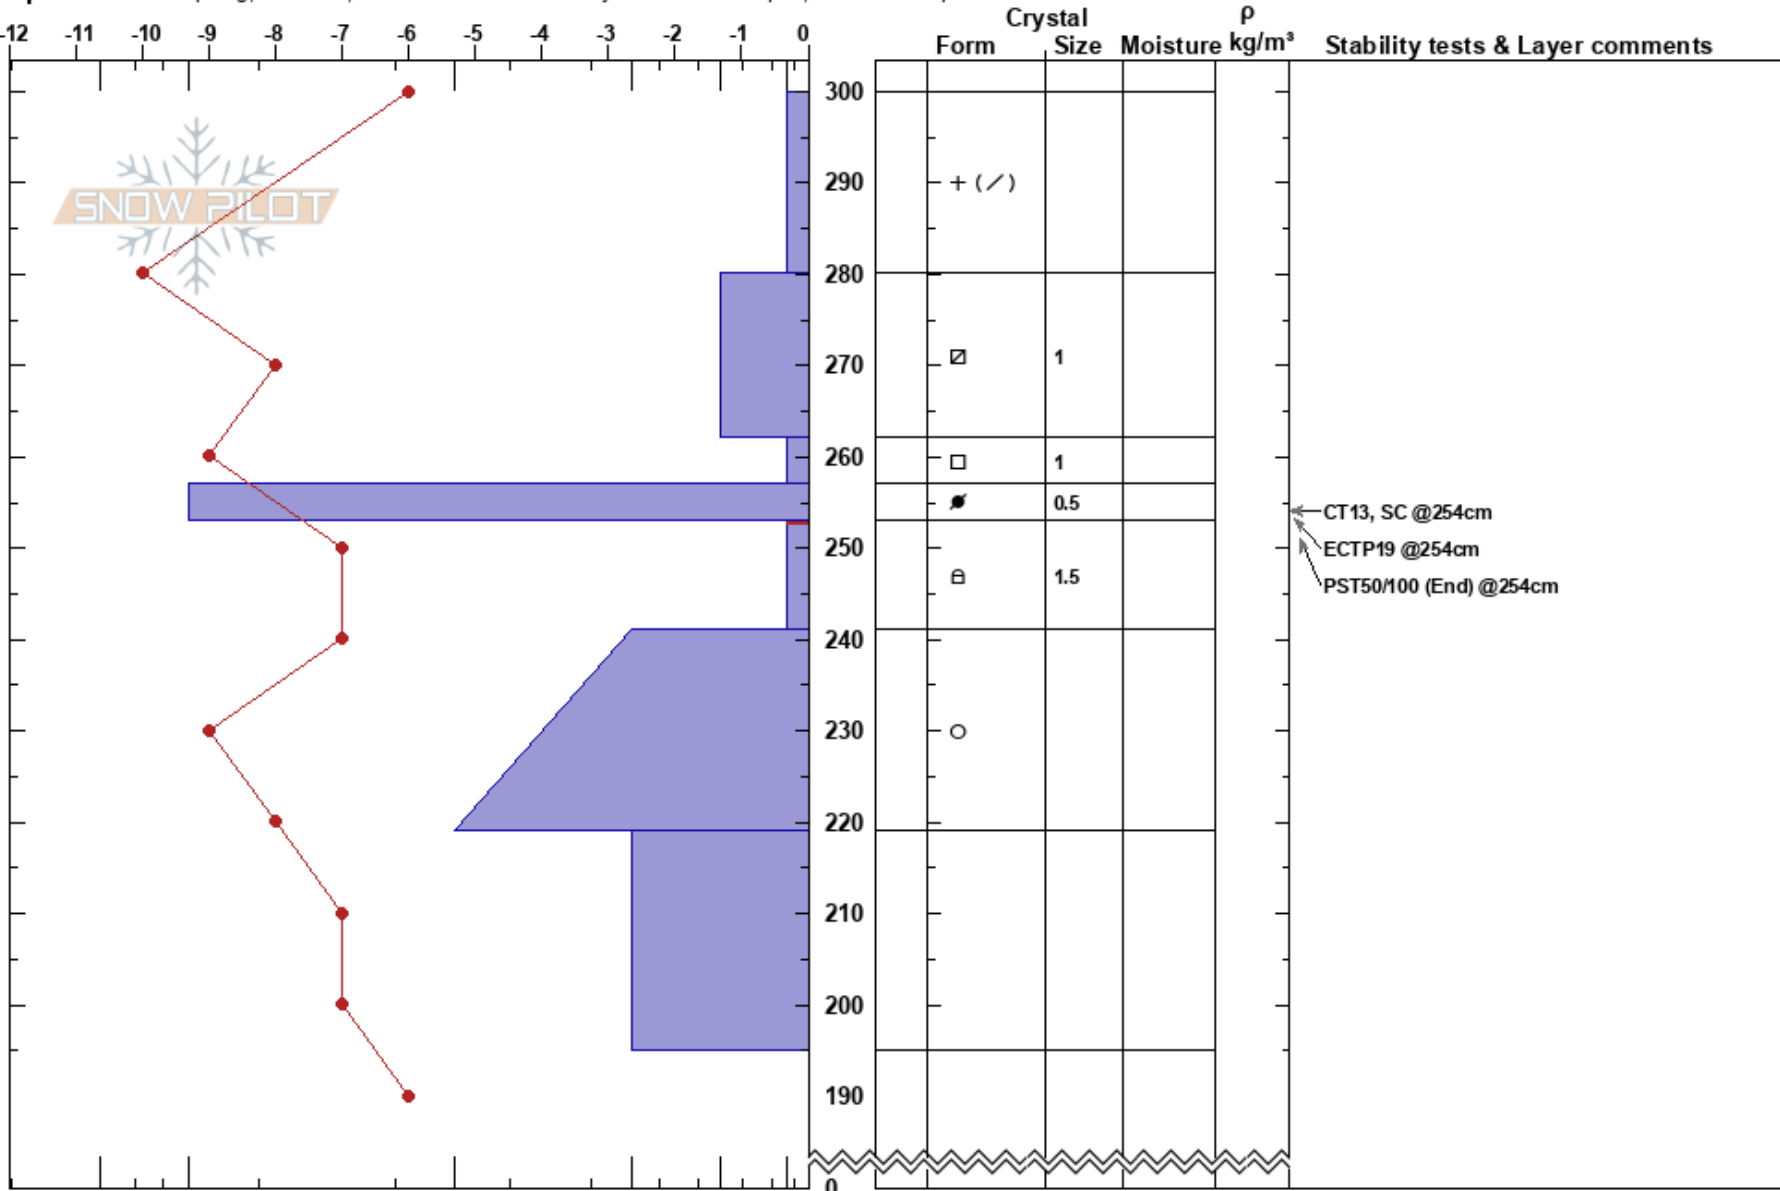 Crystal ρ
-12 -11 -10 -9 -8 -7 -6 -5 -4 -3 -2 -1 0 Form Size Moisture kg/m³ Stability tests & Layer comments
300
SNOW PILOT
290 + (／)
280
270 1
260 1
0.5
CT13, SC @254cm
250 ECTP19 @254cm
1.5
PST50/100 (End) @254cm
240
230
220
210
200
190
0